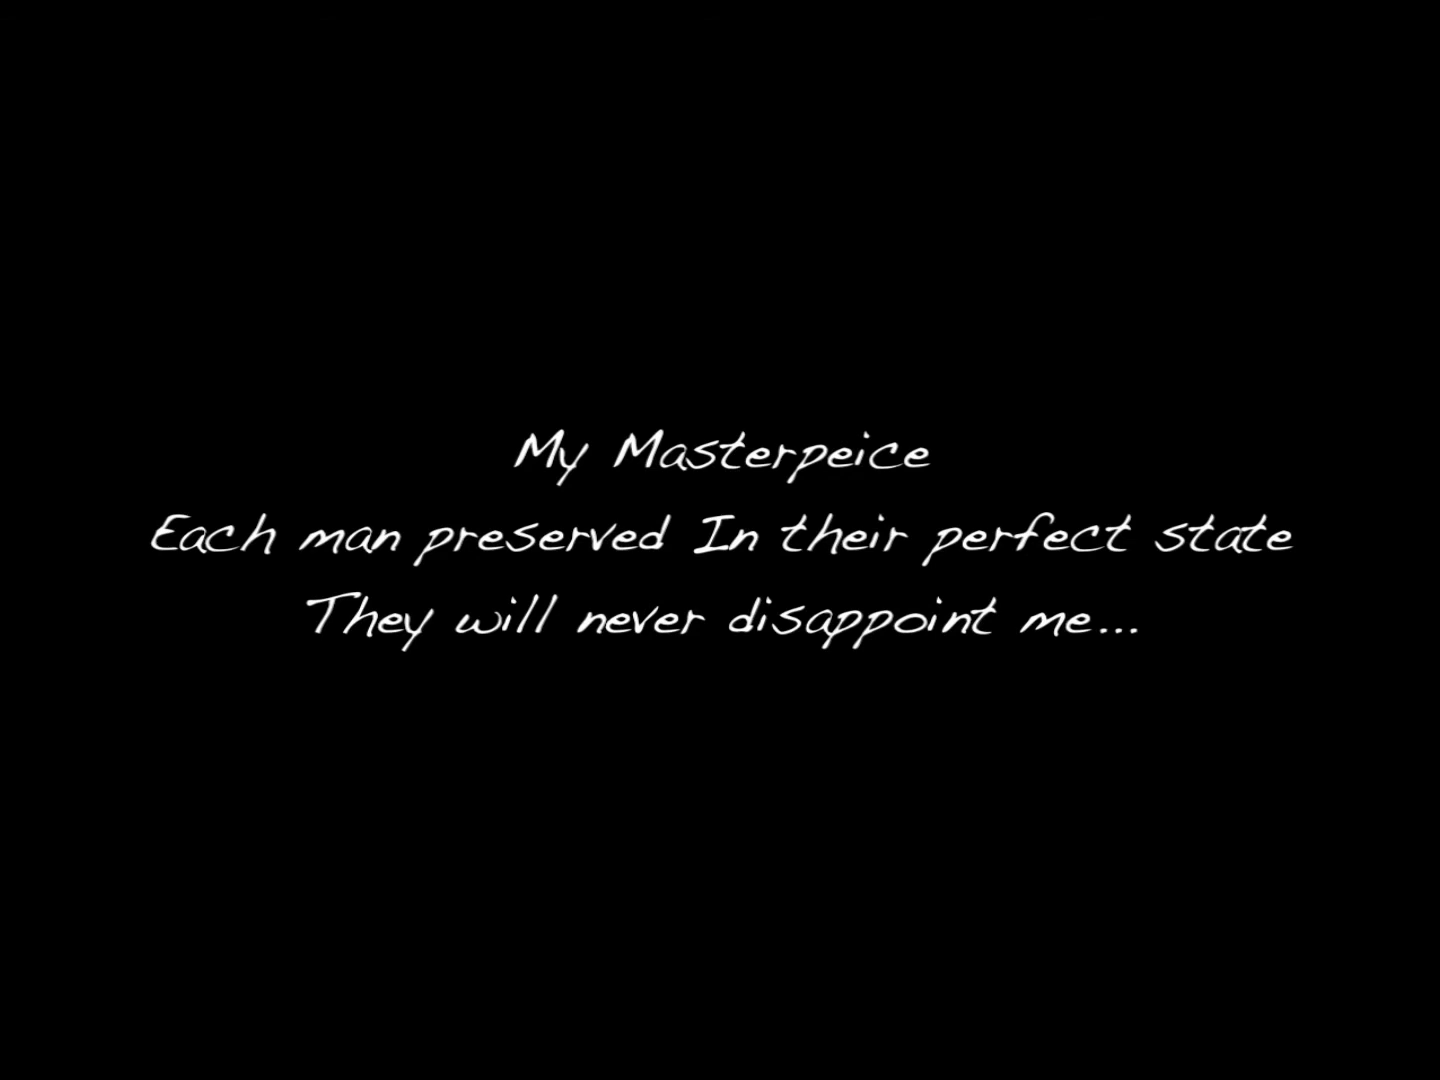 My Masterpeice
Each man preserved In their perfect state
They will never disappoint me...